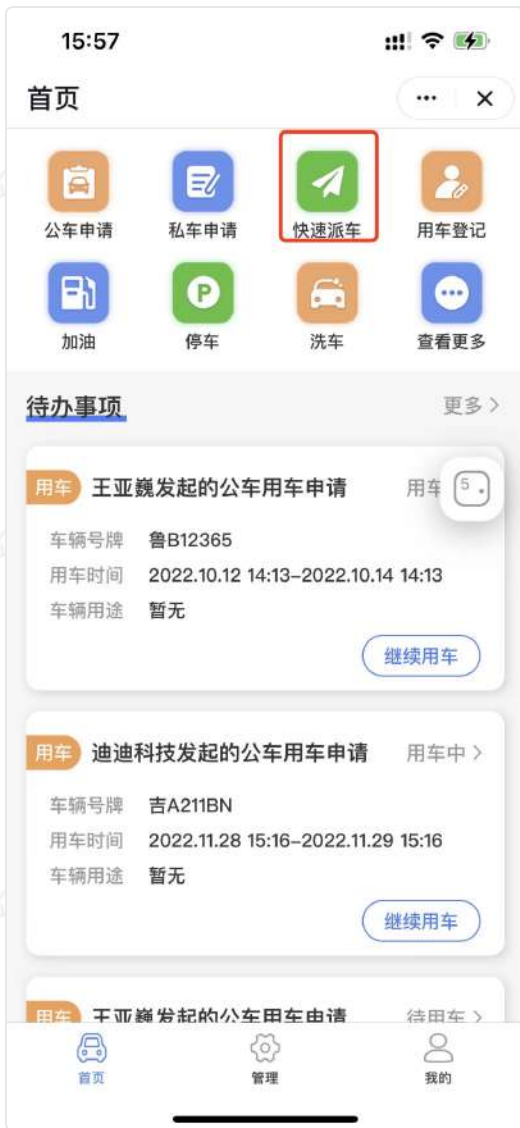 15:57
首页
公车申请 私车申请 快速派车 用车登记
P
加油 停车 洗车 查看更多
待办事项 更多
用车 王亚巍发起的公车用车申请 用车
5
车辆号牌 鲁B12365
用车时间 2022.10.12 14:13-2022.10.14 14:13
车辆用途 暂无
继续用车
用车 迪迪科技发起的公车用车申请 用车中
车辆号牌 吉A211BN
用车时间 2022.11.28 15:16-2022.11.29 15:16
车辆用途 暂无
继续用车
用车 王亚巍发起的公车用车申请 待用车
首页 管理 我的